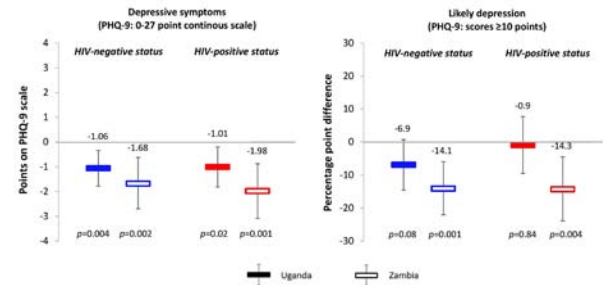 Depressive symptoms
(PHQ-9: 0-27 point continous scale)
HIV-negative status HIV-positive status
Points on PHQ-9 scale
4
3
2
1
0
-1
-2
-3
-4
-1.06 -1.68 -1.01 -1.98
p=0.004 p=0.002 p=0.02 p=0.001
Likely depression
(PHQ-9: scores ≥10 points)
HIV-negative status HIV-positive status
Percentage point difference
30
20
10
0
-10
-20
-30
-6.9 -14.1 -0.9 -14.3
p=0.08 p=0.001 p=0.84 p=0.004
Uganda Zambia